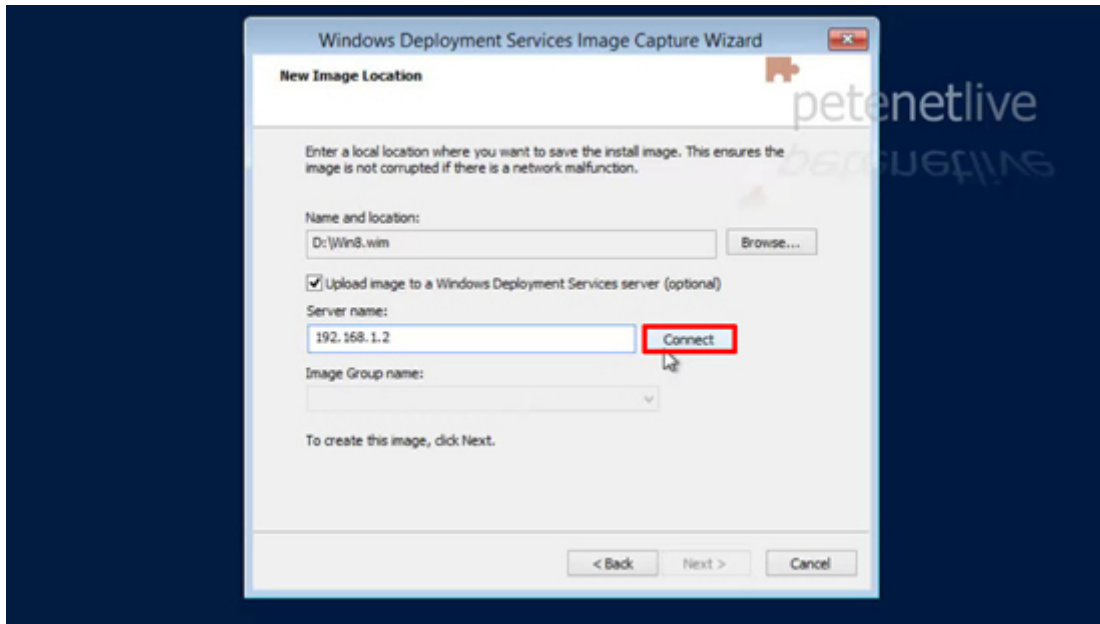 Windows Deployment Services Image Capture Wizard
New Image Location
petenetlive
petenetlive
Enter a local location where you want to save the install image. This ensures the
image is not corrupted if there is a network malfunction.
Name and location:
D:\Win8.wim
Browse...
Upload image to a Windows Deployment Services server (optional)
Server name:
192.168.1.2
Connect
Image Group name:
To create this image, click Next.
< Back
Next >
Cancel